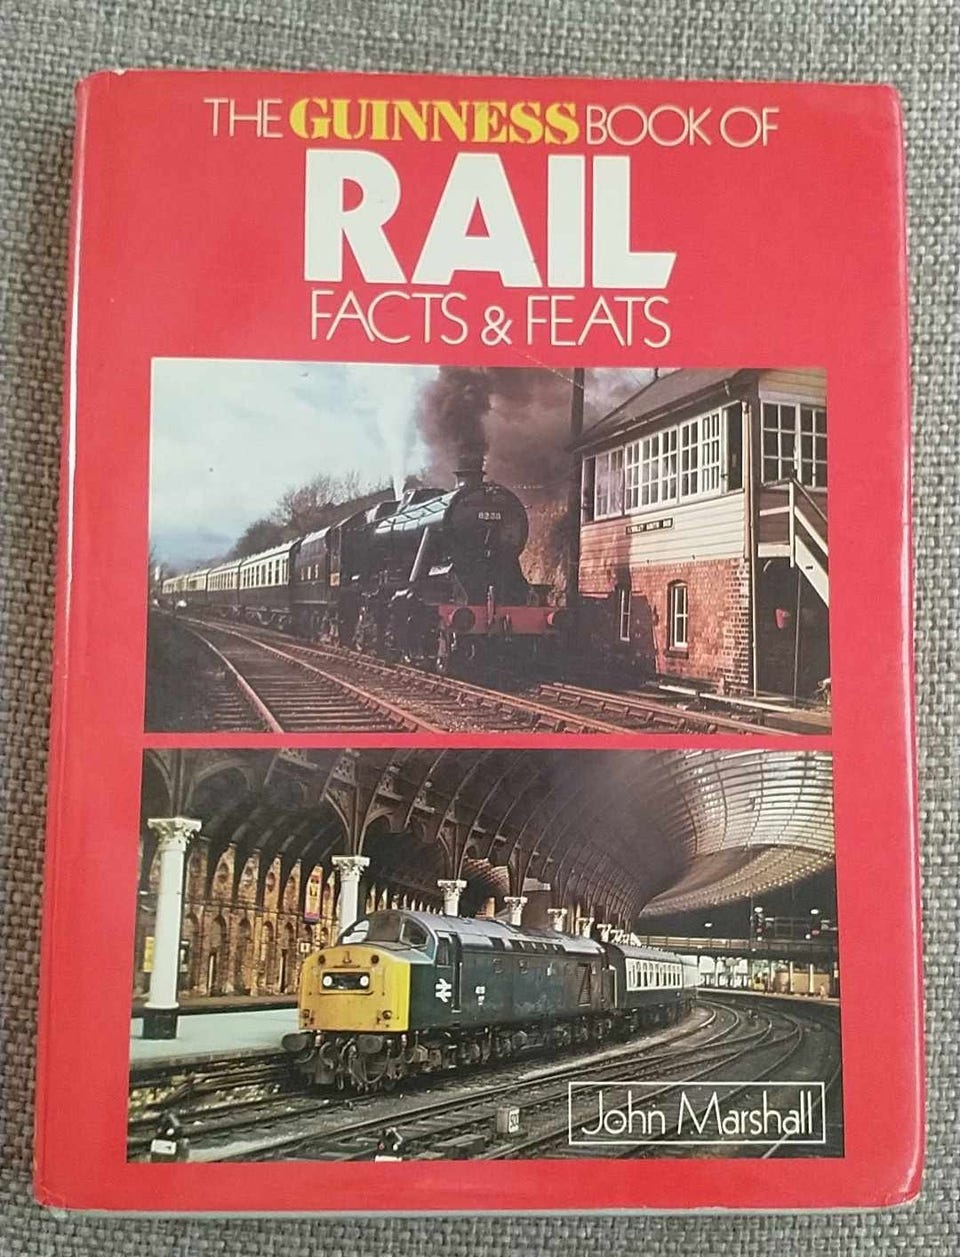 THE GUINNESS BOOK OF
RAIL
FACTS & FEATS
John Marshall